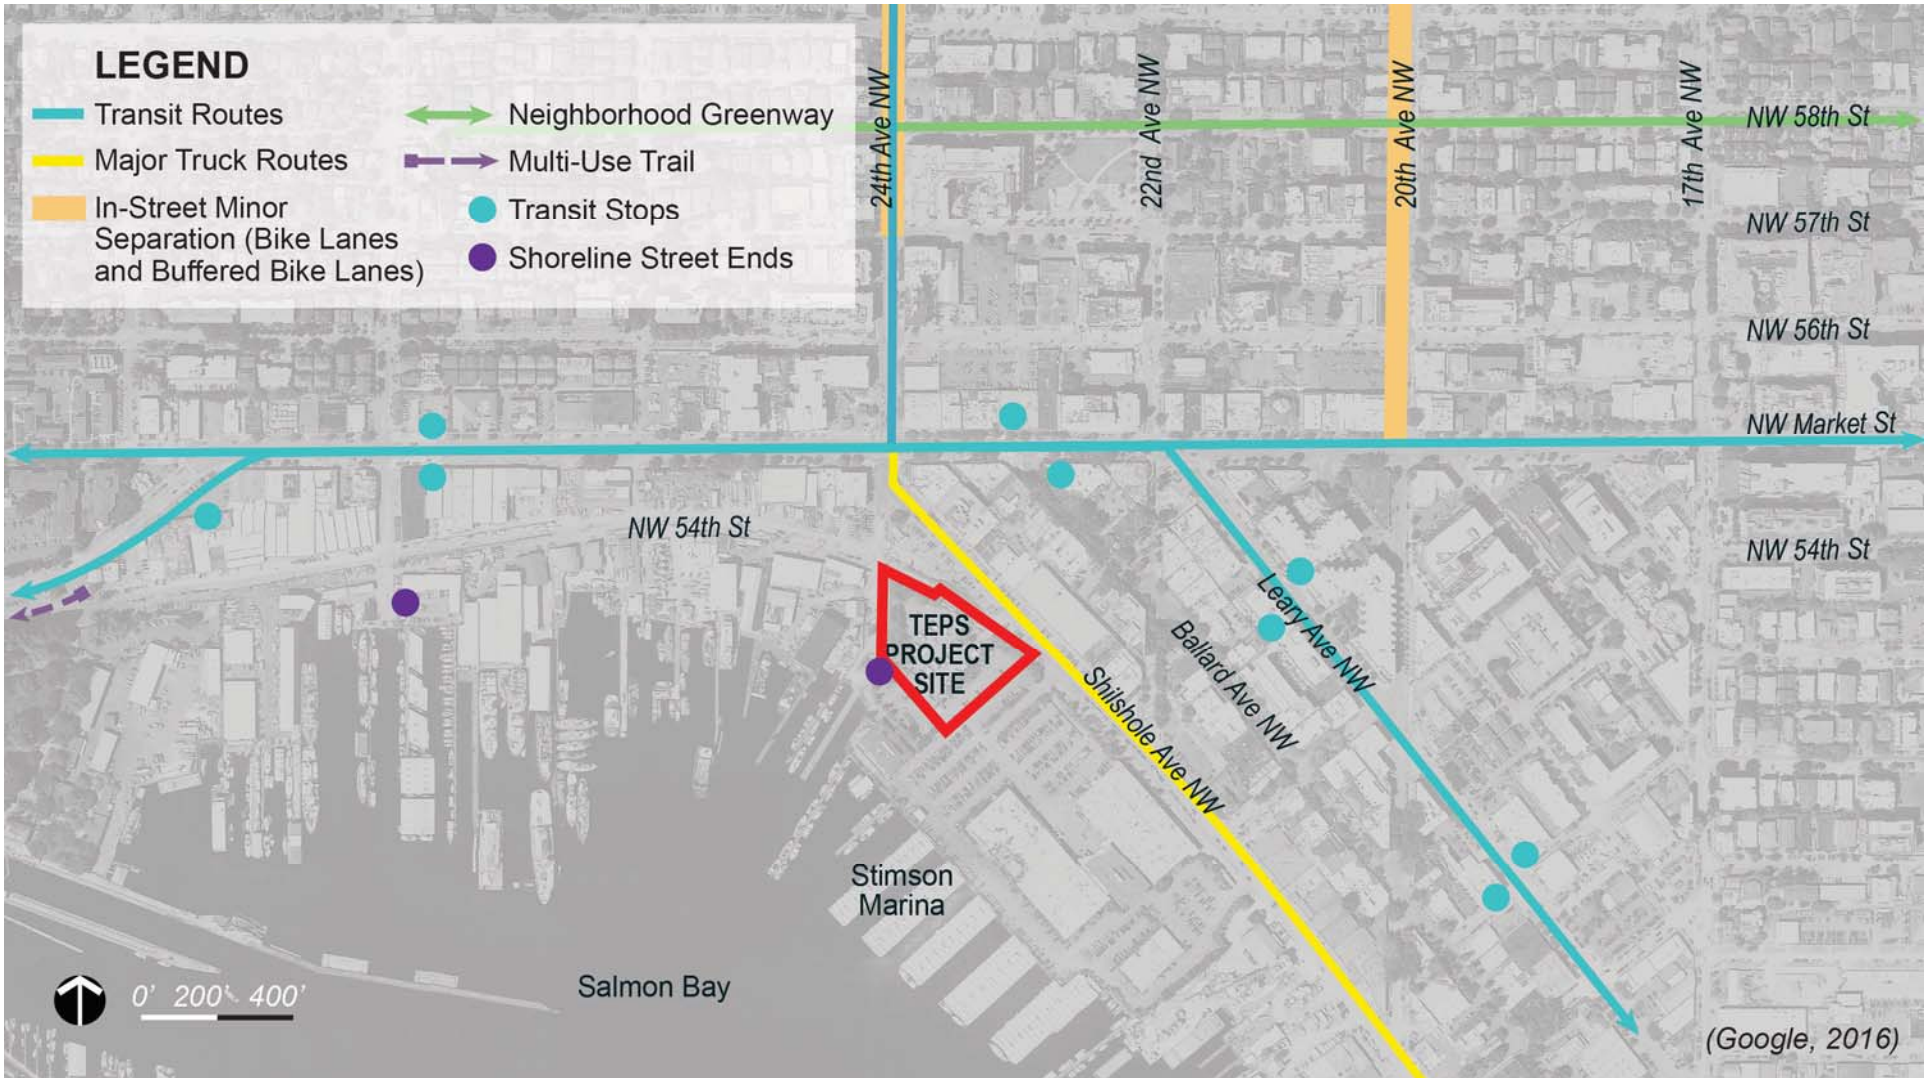 LEGEND
Transit Routes
Major Truck Routes
In-Street Minor
Separation (Bike Lanes
and Buffered Bike Lanes)
Neighborhood Greenway
Multi-Use Trail
Transit Stops
Shoreline Street Ends
24th Ave NW
22nd Ave NW
20th Ave NW
17th Ave NW
NW 58th St
NW 57th St
NW 56th St
NW Market St
NW 54th St
NW 54th St
TEPS
PROJECT
SITE
Leary Ave NW
Ballard Ave NW
Shilshole Ave NW
Stimson
Marina
Salmon Bay
0' 200' 400'
(Google, 2016)